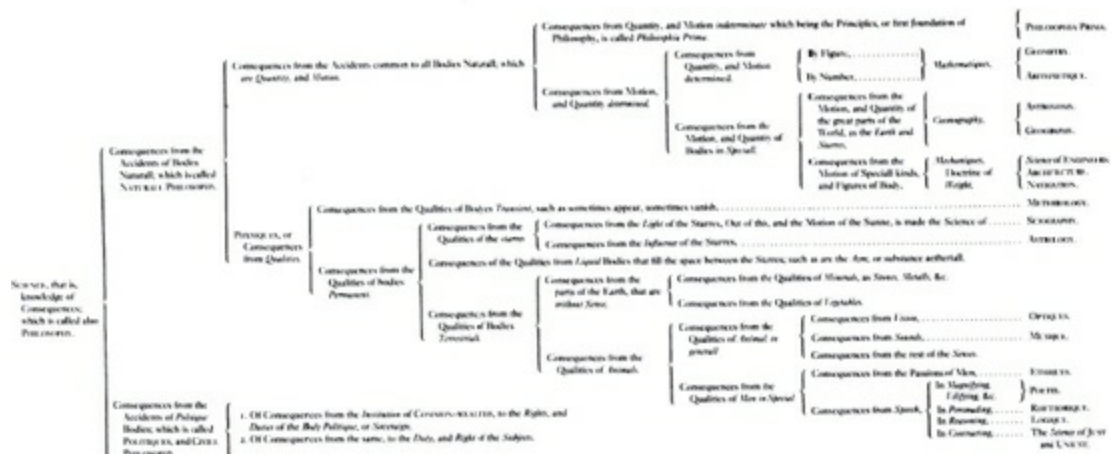 Consequences from Quantity, and Motion indeterminate which being the Principles, or first foundation of
Philosophy, is called Philosophia Prima.
PHILOSOPHIA PRIMA.
Consequences from the Accidents common to all Bodies Naturall; which
are Quantity, and Motion.
Consequences from Motion,
and Quantity determined.
Consequences from
Quantity, and Motion
determined.
By Figure,
By Number,
Mathematiques,
GEOMETRY.
ARITHMETIQUE.
Consequences from the
Motion, and Quantity of
Bodies in Speciall.
Consequences from the
Motion, and Quantity of
the great parts of the
World, as the Earth and
Starres,
Cosmography,
ASTRONOMY.
GEOGRAPHY.
Consequences from the
Motion of Speciall kinds,
and Figures of Body,
Mechaniques,
Doctrine of
Weight,
Science of ENGINEERS.
ARCHITECTURE.
NAVIGATION.
Consequences from the
Accidents of Bodies
Naturall; which is called
NATURALL PHILOSOPHY.
PHYSIQUES, or
Consequences
from Qualities.
Consequences from the Qualities of Bodyes Transient, such as sometimes appear, sometimes vanish,
METEOROLOGY.
Consequences from the
Qualities of bodies
Permanent.
Consequences from the
Qualities of the starres
Consequences from the Light of the Starres, Out of this, and the Motion of the Sunne, is made the Science of
SCIOGRAPHY.
Consequences from the Influence of the Starres,
ASTROLOGY.
Consequences of the Qualities from Liquid Bodies that fill the space between the Starres; such as are the Ayre, or substance aetheriall.
Consequences from the
Qualities of Bodies
Terrestriall.
Consequences from the
parts of the Earth, that are
without Sense,
Consequences from the Qualities of Minerals, as Stones, Metalls, &c.
Consequences from the Qualities of Vegetables.
Consequences from the
Qualities of Animals.
Consequences from the
Qualities of Animals in
generall
Consequences from Vision,
OPTIQUES.
Consequences from Sounds,
MUSIQUE.
Consequences from the rest of the Senses.
Consequences from the
Qualities of Men in Speciall
Consequences from the Passions of Men,
ETHIQUES.
Consequences from Speech,
In Magnifying,
Vilifying, &c.
POETRY.
In Perswading,
RHETHORIQUE.
In Reasoning,
LOGIQUE.
In Contracting,
The Science of JUST
and UNJUST.
SCIENCE, that is,
knowledge of
Consequences;
which is called also
PHILOSOPHY.
Consequences from the
Accidents of Politique
Bodies; which is called
POLITIQUES, and CIVILL
PHILOSOPHY
1. Of Consequences from the Institution of COMMON-WEALTHS, to the Rights, and
Duties of the Body Politique, or Soveraign.
2. Of Consequences from the same, to the Duty, and Right of the Subjects.